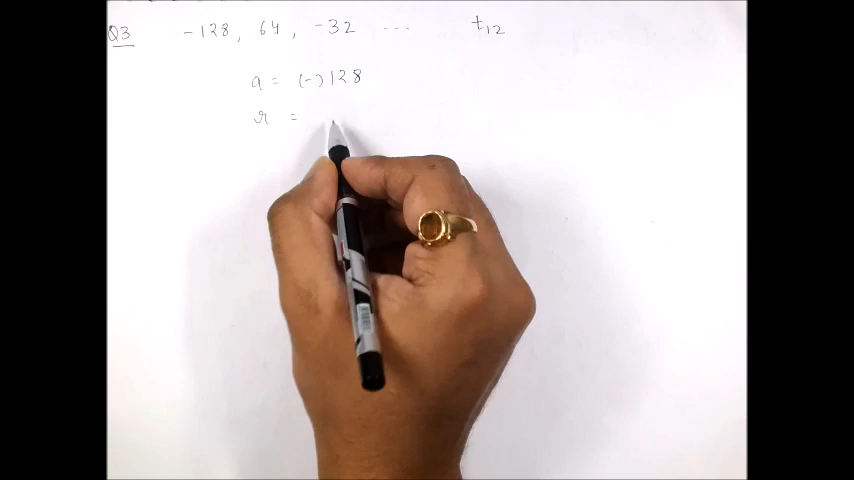 Q3 -128, 64, -32 ... t12
a = (-)128
r =